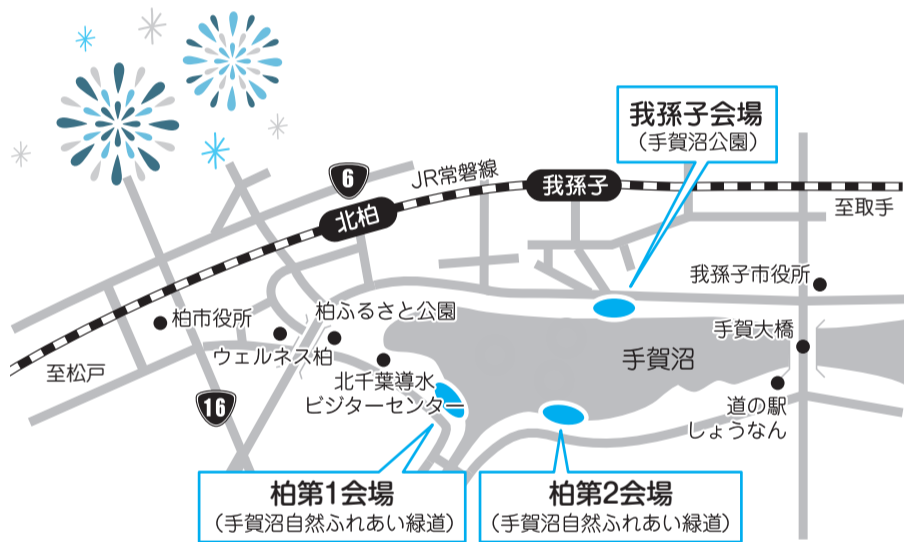 我孫子会場
（手賀沼公園）
6
JR常磐線
我孫子
北柏
至取手
我孫子市役所
柏ふるさと公園
柏市役所
手賀大橋
ウェルネス柏
手賀沼
至松戸
北千葉導水
ビジターセンター
16
道の駅
しょうなん
柏第1会場
（手賀沼自然ふれあい緑道）
柏第2会場
（手賀沼自然ふれあい緑道）